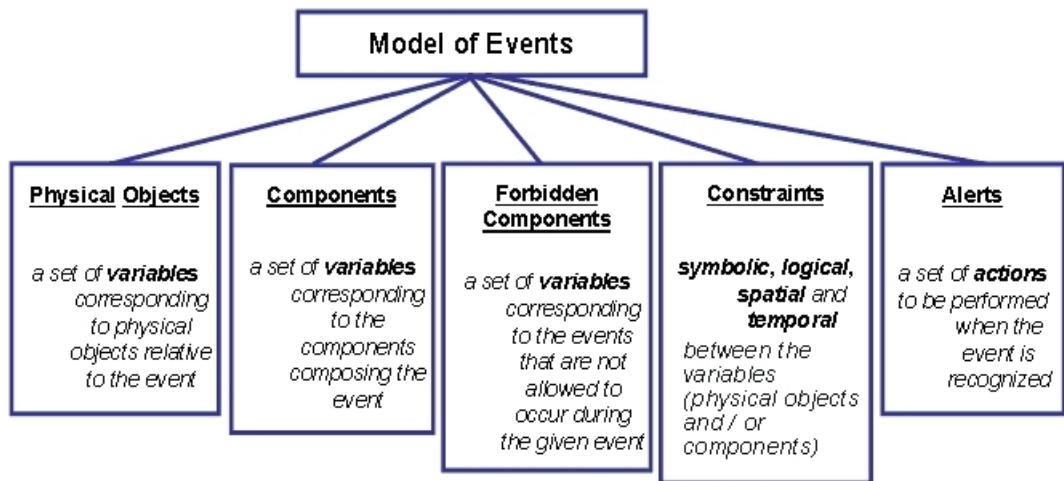 Model of Events
Physical Objects
a set of variables
corresponding
to physical
objects relative
to the event
Components
a set of variables
corresponding
to the
components
composing the
event
Forbidden
Components
a set of variables
corresponding
to the events
that are not
allowed to
occur during
the given event
Constraints
symbolic, logical,
spatial and
temporal
between the
variables
(physical objects
and / or
components)
Alerts
a set of actions
to be performed
when the
event is
recognized